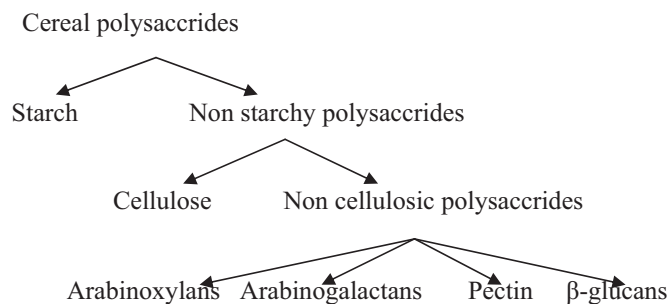 Cereal polysaccrides
Starch Non starchy polysaccrides
Cellulose Non cellulosic polysaccrides
Arabinoxylans Arabinogalactans Pectin β-glucans